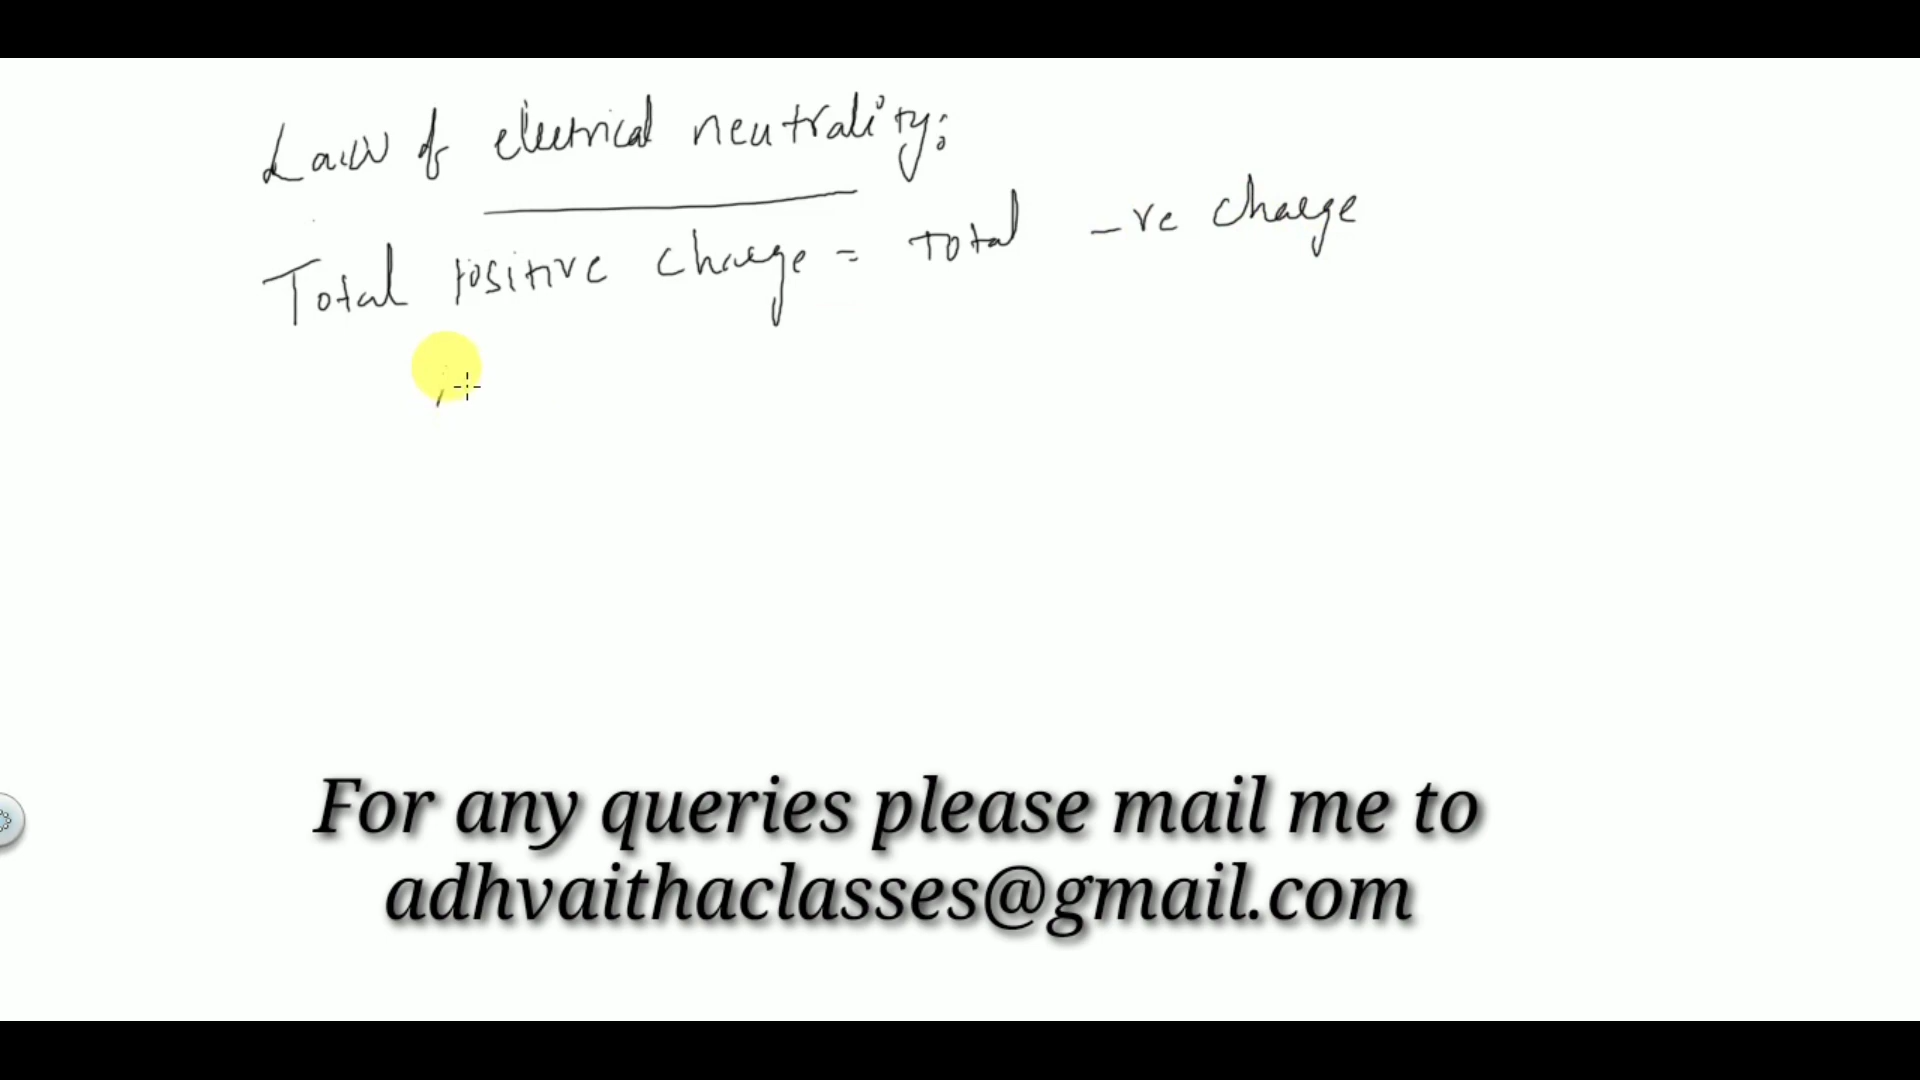 Law of electrical neutrality:
Total positive charge = Total -ve charge
For any queries please mail me to
adhvaithaclasses@gmail.com